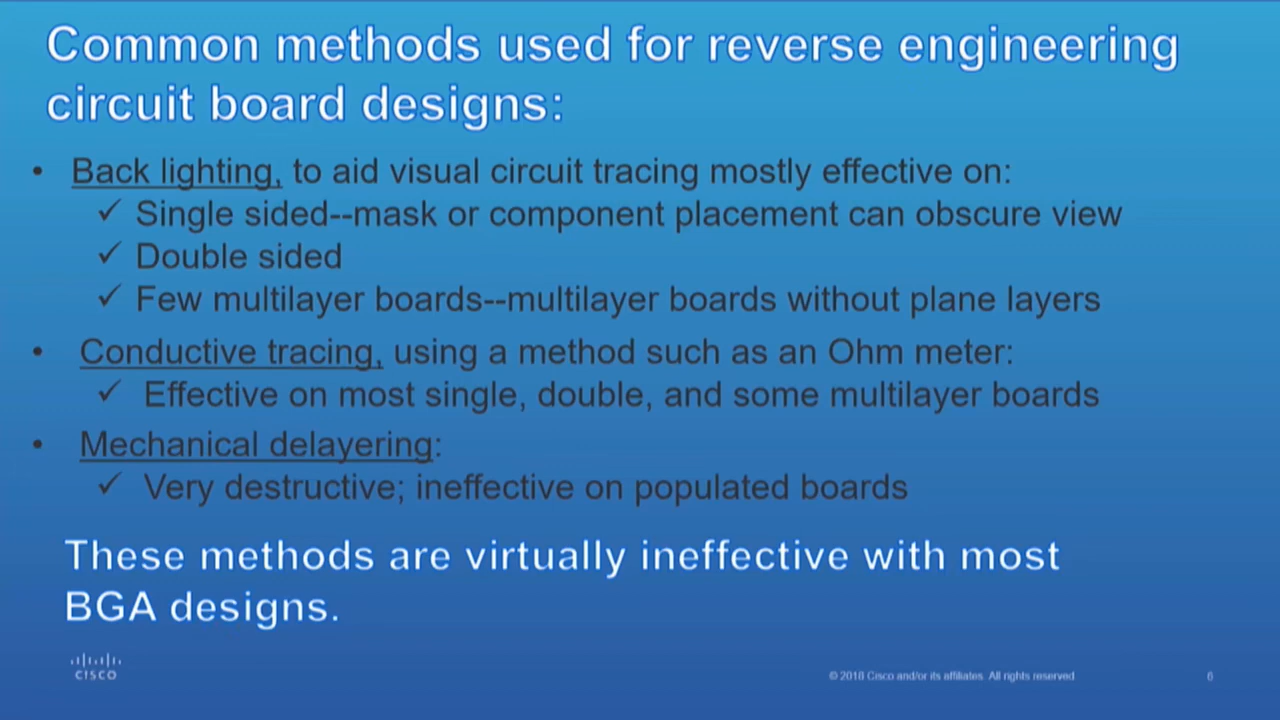 Common methods used for reverse engineering
circuit board designs:
• Back lighting, to aid visual circuit tracing mostly effective on:
✓ Single sided--mask or component placement can obscure view
✓ Double sided
✓ Few multilayer boards--multilayer boards without plane layers
• Conductive tracing, using a method such as an Ohm meter:
✓ Effective on most single, double, and some multilayer boards
• Mechanical delayering:
✓ Very destructive; ineffective on populated boards
These methods are virtually ineffective with most
BGA designs.
CISCO
© 2018 Cisco and/or its affiliates. All rights reserved
6